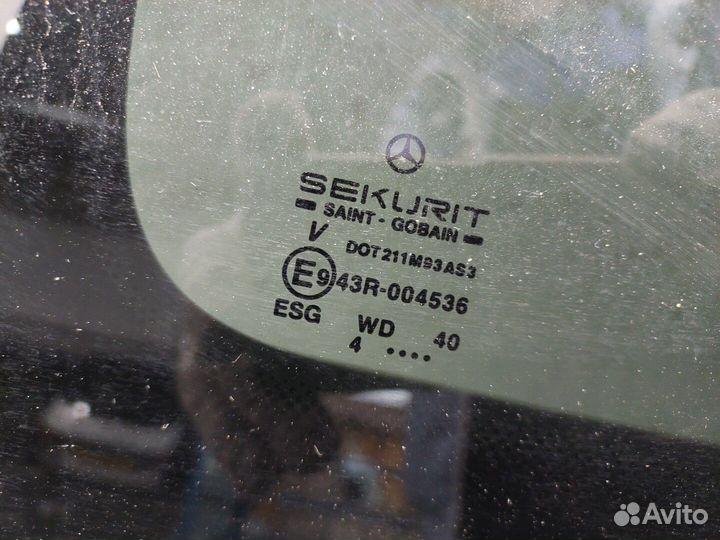 SEKURIT
SAINT - GOBAIN
V
DOT211M93AS3
E9 43R-004536
ESG WD 40
4 ....
Avito